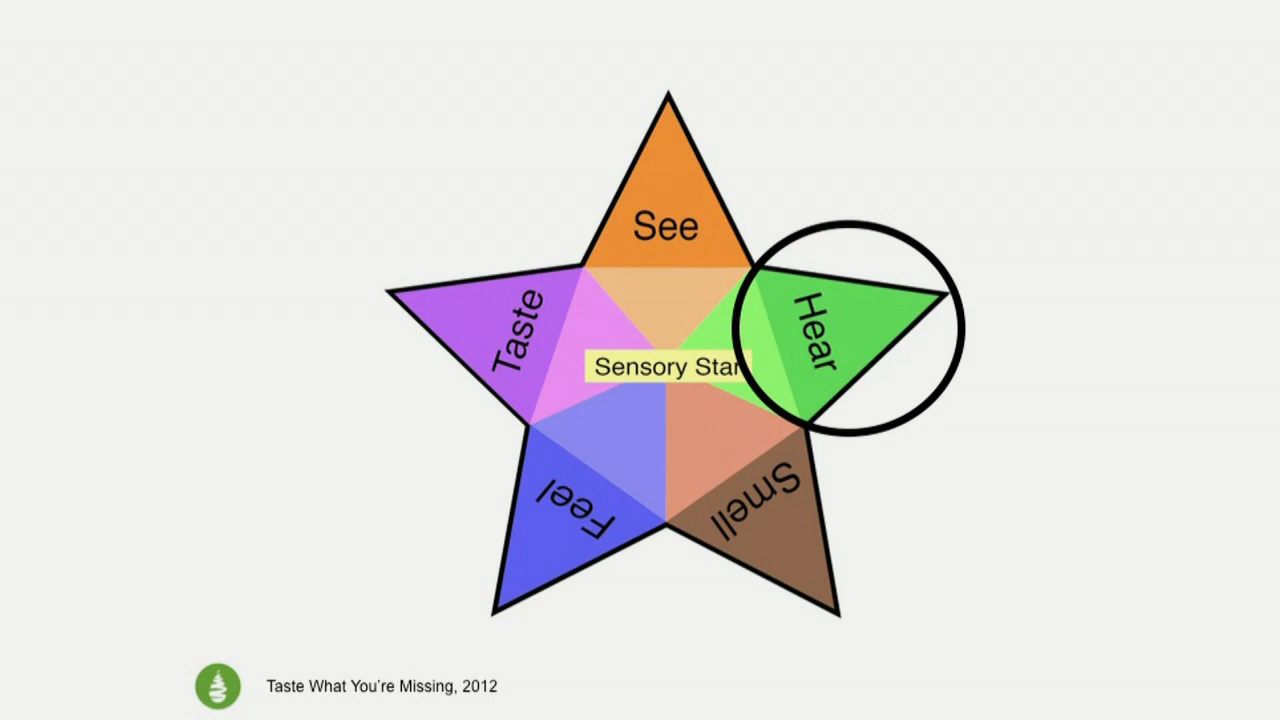 See
Taste
Hear
Sensory Star
Feel
Smell
Taste What You're Missing, 2012